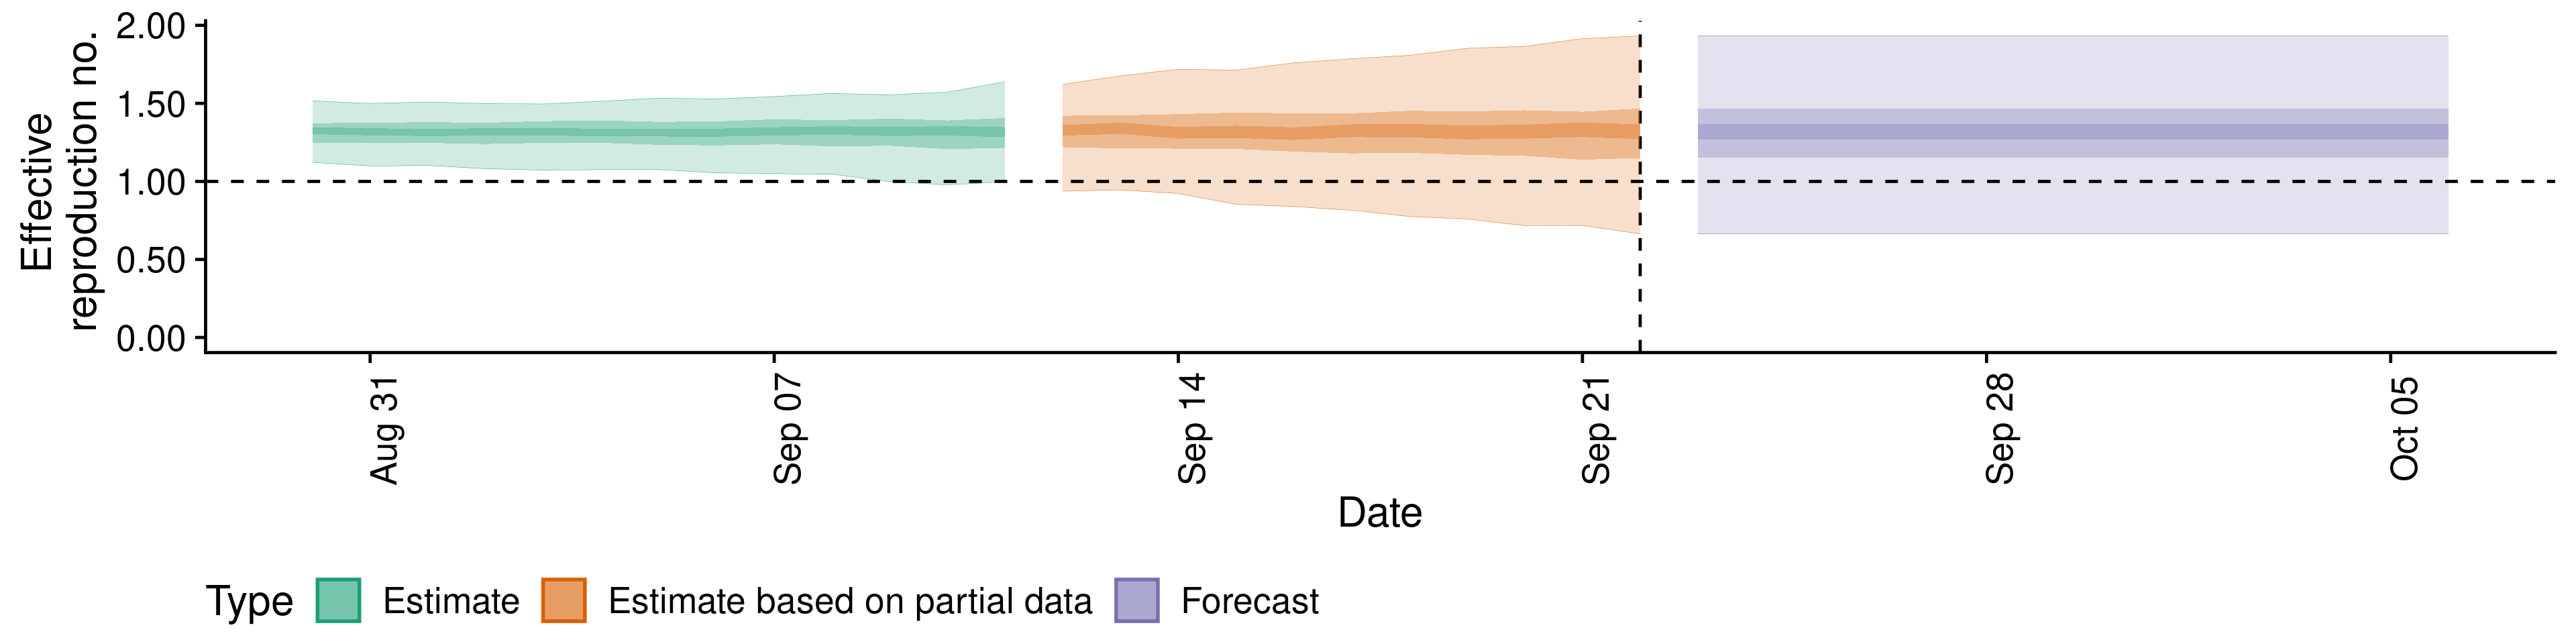 Effective
reproduction no.
2.00
1.50
1.00
0.50
0.00
Aug 31
Sep 07
Sep 14
Sep 21
Sep 28
Oct 05
Date
Type Estimate Estimate based on partial data Forecast